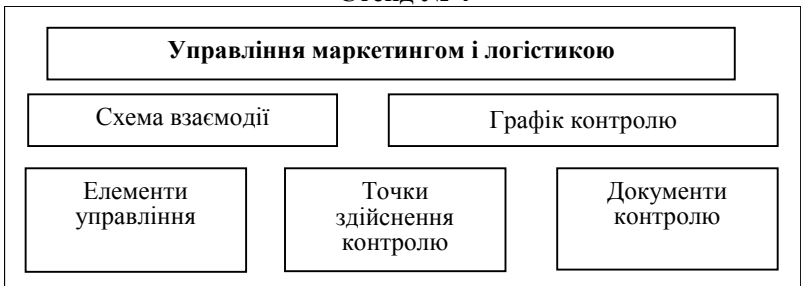 Управління маркетингом і логістикою
Схема взаємодії
Графік контролю
Елементи
управління
Точки
здійснення
контролю
Документи
контролю